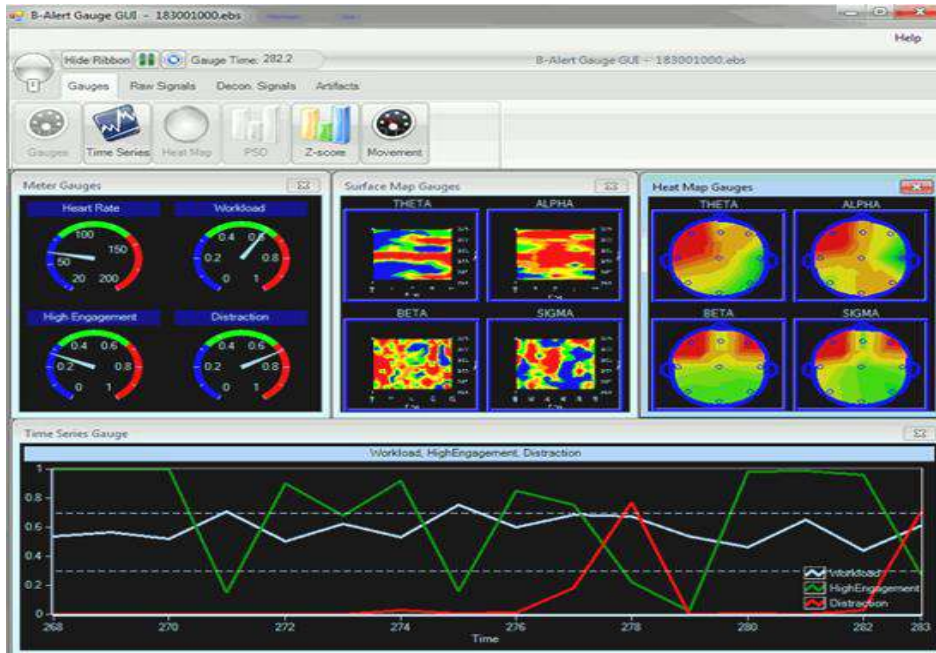 B-Alert Gauge GUI - 183001000.ebs
Help
Hide Ribbon
Gauge Time: 282.2
B-Alert Gauge GUI - 183001000.ebs
Gauges Raw Signals Decon. Signals Artifacts
Gauges Time Series Heat Map PSD Z-score Movement
Meter Gauges
Heart Rate
20 50 100 150 200
Workload
0 0.2 0.4 0.6 0.8 1
High Engagement
0 0.2 0.4 0.6 0.8 1
Distraction
0 0.2 0.4 0.6 0.8 1
Surface Map Gauges
THETA ALPHA
BETA SIGMA
Heat Map Gauges
THETA ALPHA
BETA SIGMA
Time Series Gauge
Workload, HighEngagement, Distraction
1
0.8
0.6
0.4
0.2
0
Workload
HighEngagement
Distraction
268 270 272 274 276 278 280 282 283
Time